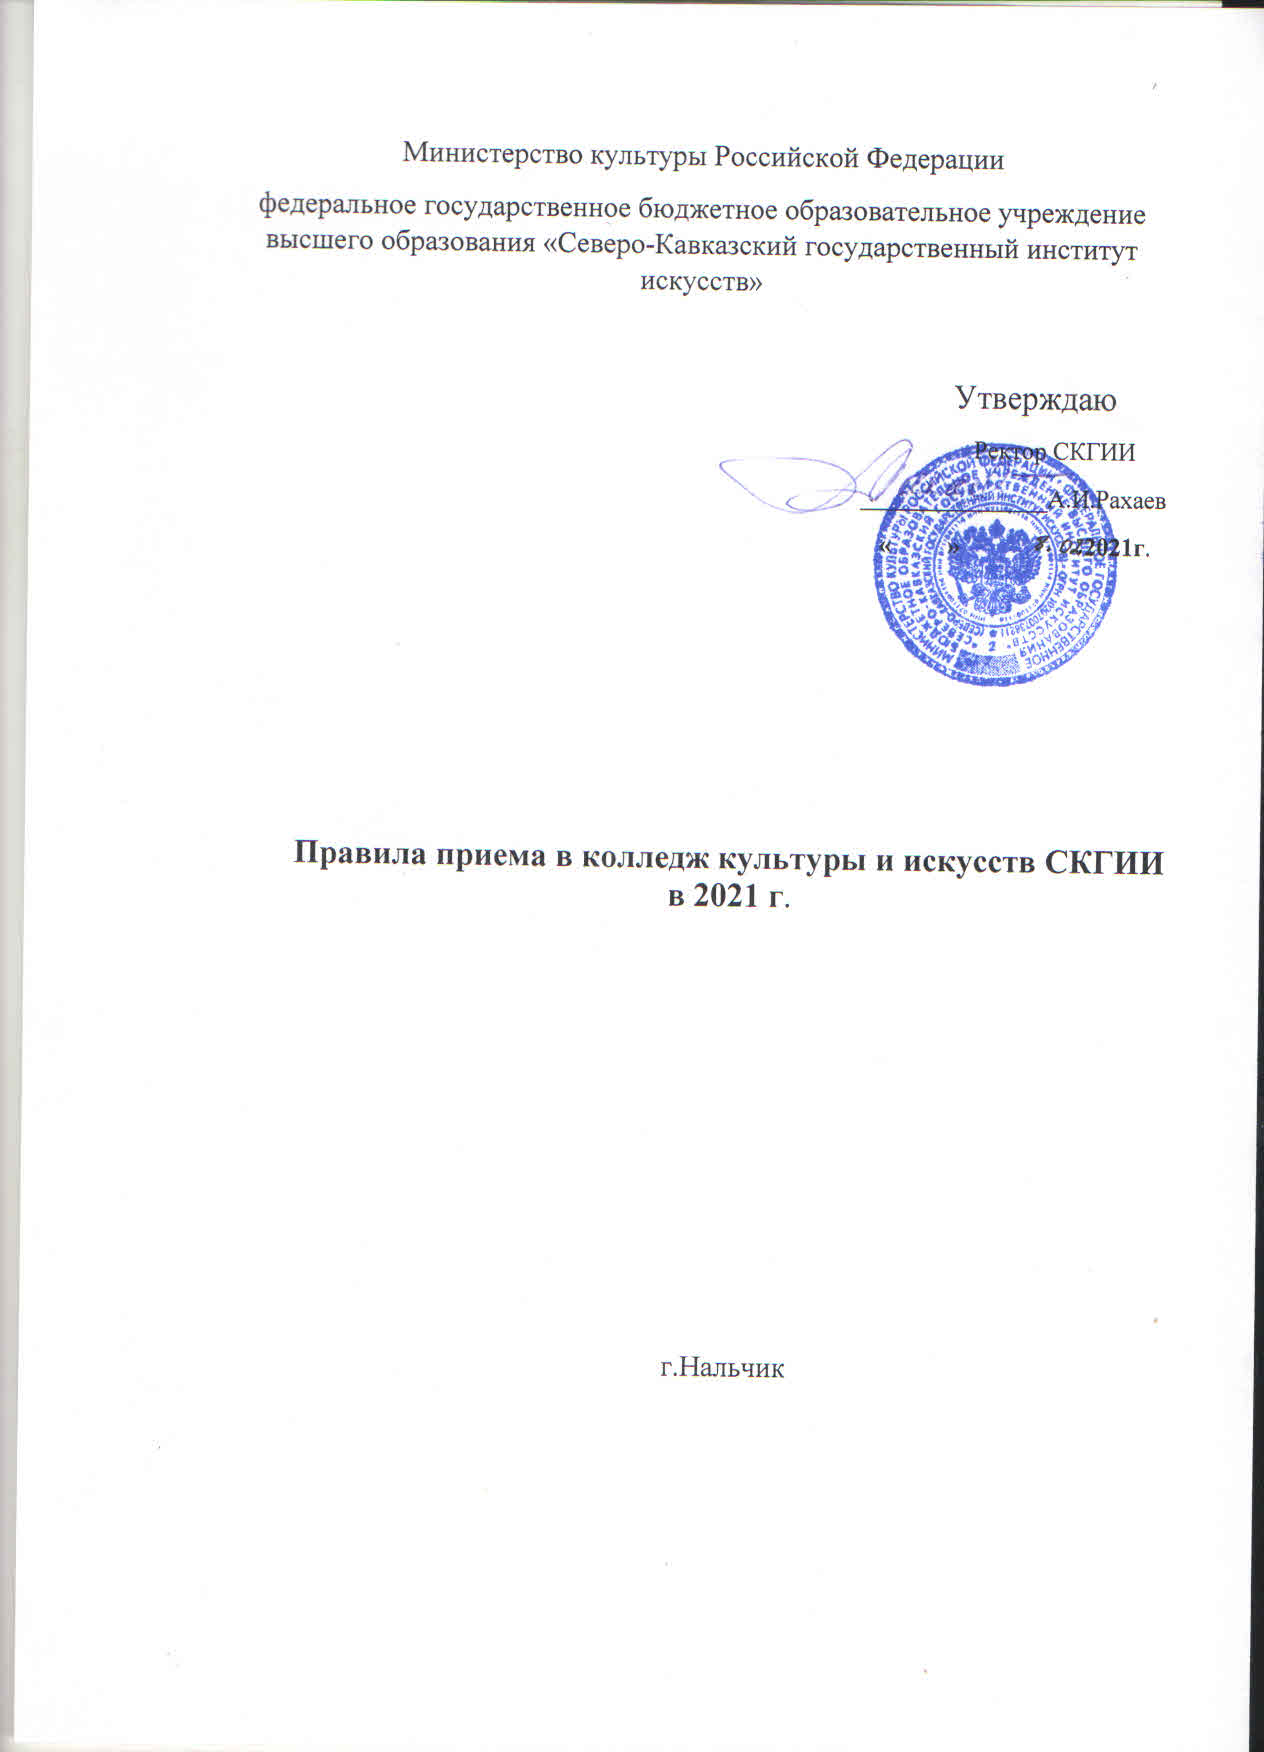 Министерство культуры Российской Федерации
федеральное государственное бюджетное образовательное учреждение
высшего образования «Северо-Кавказский государственный институт
искусств»
Утверждаю
Ректор СКГИИ
А.И.Рахаев
« » 2021г.
Правила приема в колледж культуры и искусств СКГИИ
в 2021 г.
г.Нальчик